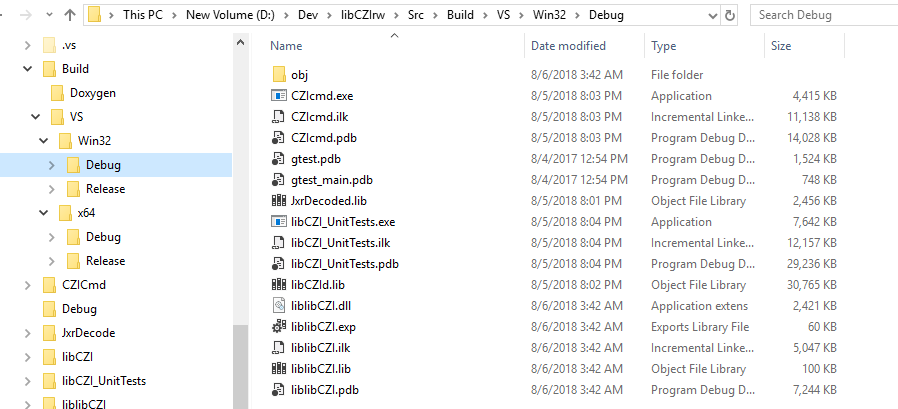 This PC > New Volume (D:) > Dev > libCZIrw > Src > Build > VS > Win32 > Debug
Search Debug
.vs
Build
Doxygen
VS
Win32
Debug
Release
x64
Debug
Release
CZICmd
Debug
JxrDecode
libCZI
libCZI_UnitTests
liblibCZI
Name Date modified Type Size
obj 8/6/2018 3:42 AM File folder
CZIcmd.exe 8/5/2018 8:03 PM Application 4,415 KB
CZIcmd.ilk 8/5/2018 8:03 PM Incremental Linke... 11,138 KB
CZIcmd.pdb 8/5/2018 8:03 PM Program Debug D... 14,028 KB
gtest.pdb 8/4/2017 12:54 PM Program Debug D... 1,524 KB
gtest_main.pdb 8/4/2017 12:54 PM Program Debug D... 748 KB
JxrDecoded.lib 8/5/2018 8:01 PM Object File Library 2,456 KB
libCZI_UnitTests.exe 8/5/2018 8:04 PM Application 7,642 KB
libCZI_UnitTests.ilk 8/5/2018 8:04 PM Incremental Linke... 12,157 KB
libCZI_UnitTests.pdb 8/5/2018 8:04 PM Program Debug D... 29,236 KB
libCZId.lib 8/5/2018 8:02 PM Object File Library 30,765 KB
liblibCZI.dll 8/6/2018 3:42 AM Application extens 2,421 KB
liblibCZI.exp 8/6/2018 3:42 AM Exports Library File 60 KB
liblibCZI.ilk 8/6/2018 3:42 AM Incremental Linke... 5,047 KB
liblibCZI.lib 8/6/2018 3:42 AM Object File Library 100 KB
liblibCZI.pdb 8/6/2018 3:42 AM Program Debug D... 7,244 KB